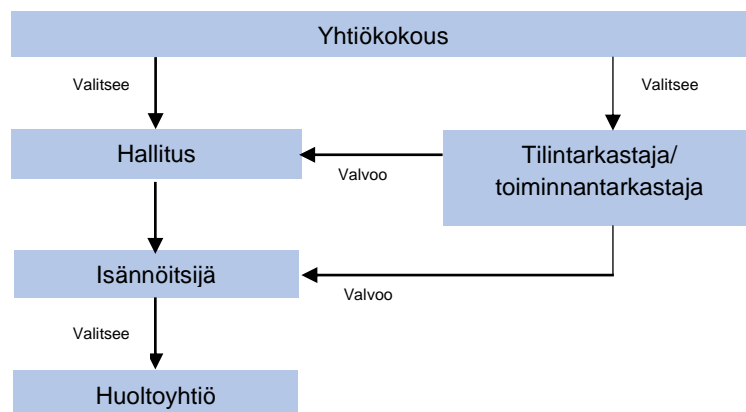 Yhtiökokous
Valitsee
Valitsee
Hallitus
Valvoo
Tilintarkastaja/
toiminnantarkastaja
Isännöitsijä
Valvoo
Valitsee
Huoltoyhtiö